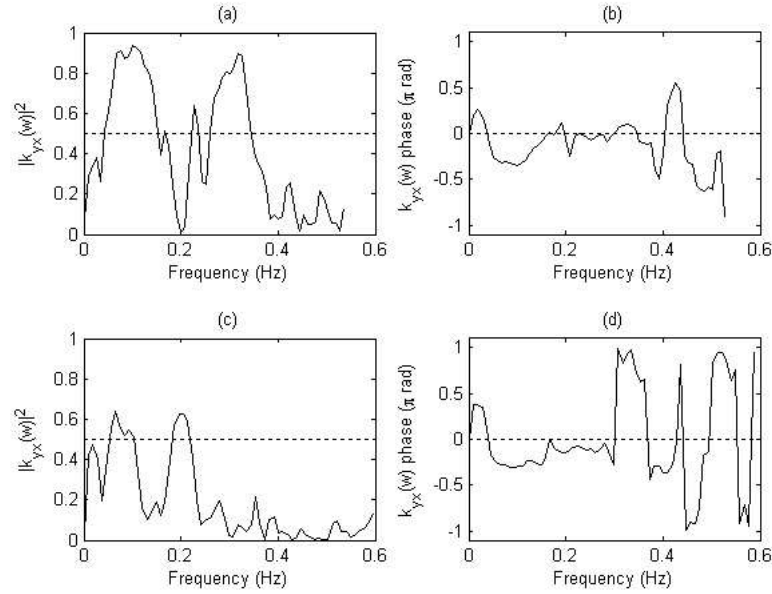 (a)
|k_yx(w)|^2
1
0.8
0.6
0.4
0.2
0
0 0.2 0.4 0.6
Frequency (Hz)
(b)
k_yx(w) phase (π rad)
1
0.5
0
-0.5
-1
0 0.2 0.4 0.6
Frequency (Hz)
(c)
|k_yx(w)|^2
1
0.8
0.6
0.4
0.2
0
0 0.2 0.4 0.6
Frequency (Hz)
(d)
k_yx(w) phase (π rad)
1
0.5
0
-0.5
-1
0 0.2 0.4 0.6
Frequency (Hz)